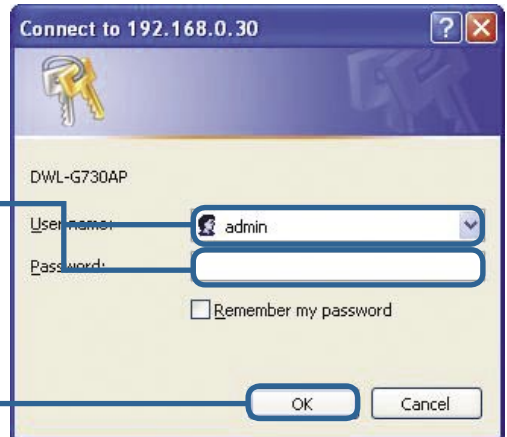 Connect to 192.168.0.30
DWL-G730AP
User name:
admin
Password:
Remember my password
OK
Cancel